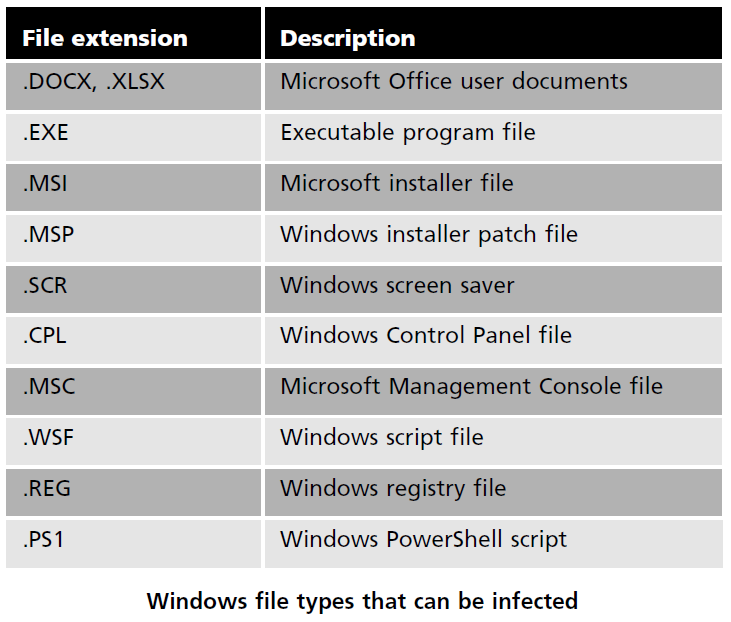 File extension Description
.DOCX, .XLSX Microsoft Office user documents
.EXE Executable program file
.MSI Microsoft installer file
.MSP Windows installer patch file
.SCR Windows screen saver
.CPL Windows Control Panel file
.MSC Microsoft Management Console file
.WSF Windows script file
.REG Windows registry file
.PS1 Windows PowerShell script
Windows file types that can be infected